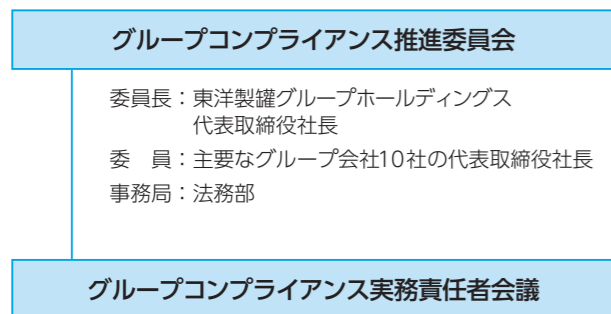 グループコンプライアンス推進委員会
委員長：東洋製罐グループホールディングス
代表取締役社長
委　員：主要なグループ会社10社の代表取締役社長
事務局：法務部
グループコンプライアンス実務責任者会議